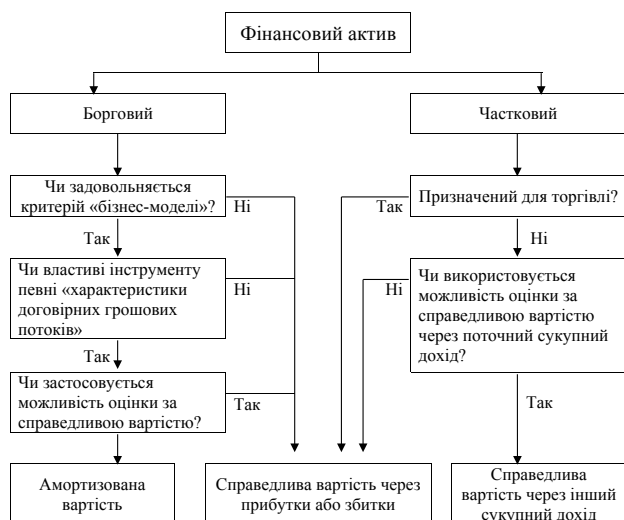 Фінансовий актив
Борговий
Частковий
Чи задовольняється
критерій «бізнес-моделі»?
Ні
Так
Призначений для торгівлі?
Так
Ні
Чи властиві інструменту
певні «характеристики
договірних грошових
потоків»
Ні
Ні
Чи використовується
можливість оцінки за
справедливою вартістю
через поточний сукупний
дохід?
Так
Чи застосовується
можливість оцінки за
справедливою вартістю?
Так
Так
Амортизована
вартість
Справедлива вартість через
прибутки або збитки
Справедлива
вартість через інший
сукупний дохід